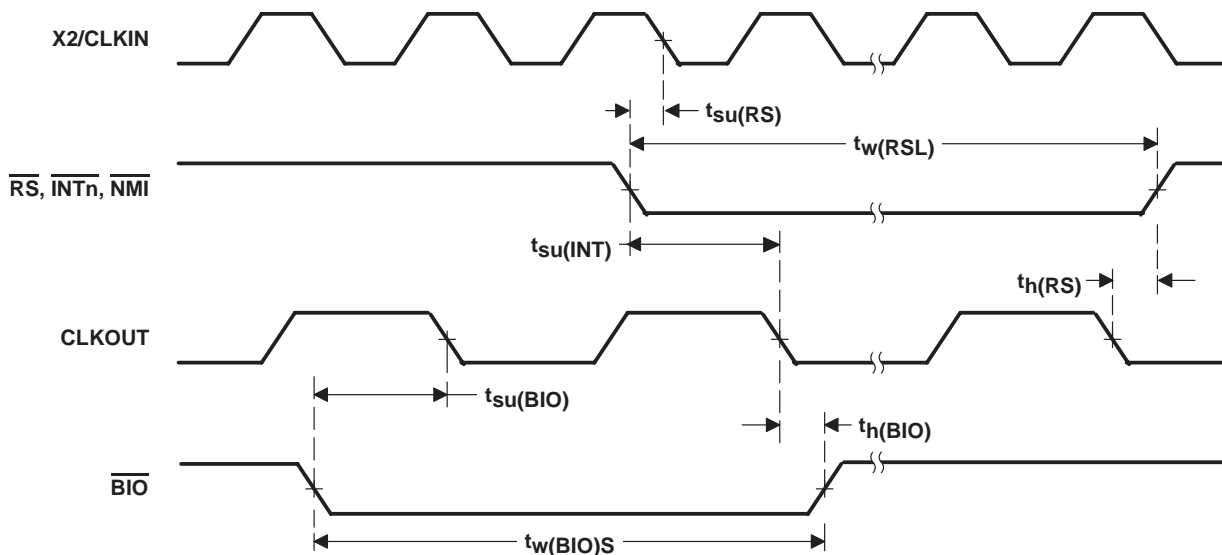 X2/CLKIN
tsu(RS)
tw(RSL)
RS, INTn, NMI
tsu(INT)
th(RS)
CLKOUT
tsu(BIO)
th(BIO)
BIO
tw(BIO)S